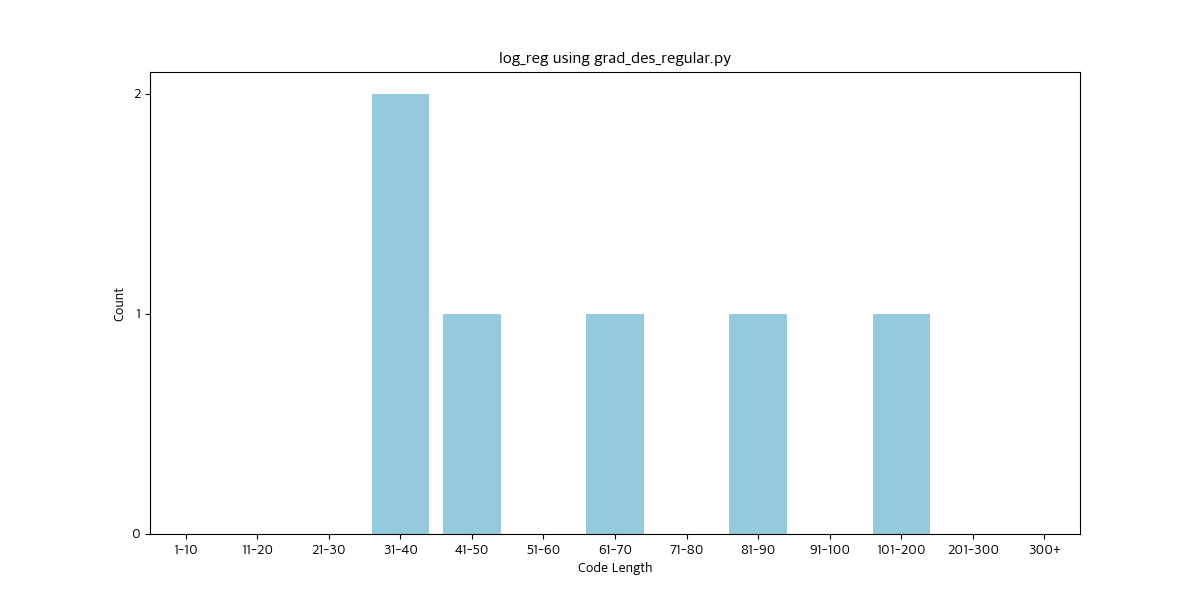 log_reg using grad_des_regular.py
Count
2
1
0
1-10 11-20 21-30 31-40 41-50 51-60 61-70 71-80 81-90 91-100 101-200 201-300 300+
Code Length